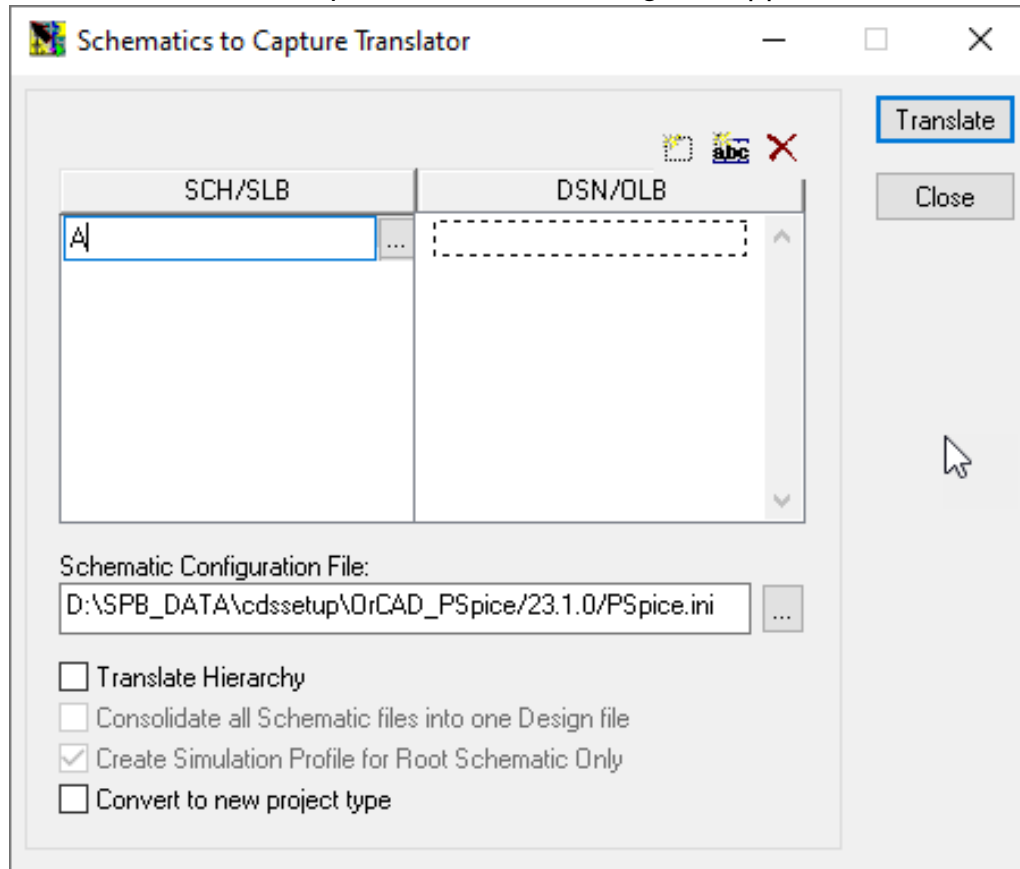 Schematics to Capture Translator
Translate
abc
SCH/SLB DSN/OLB
Close
A ...
Schematic Configuration File:
D:\SPB_DATA\cdssetup\OrCAD_PSpice/23.1.0/PSpice.ini ...
Translate Hierarchy
Consolidate all Schematic files into one Design file
Create Simulation Profile for Root Schematic Only
Convert to new project type